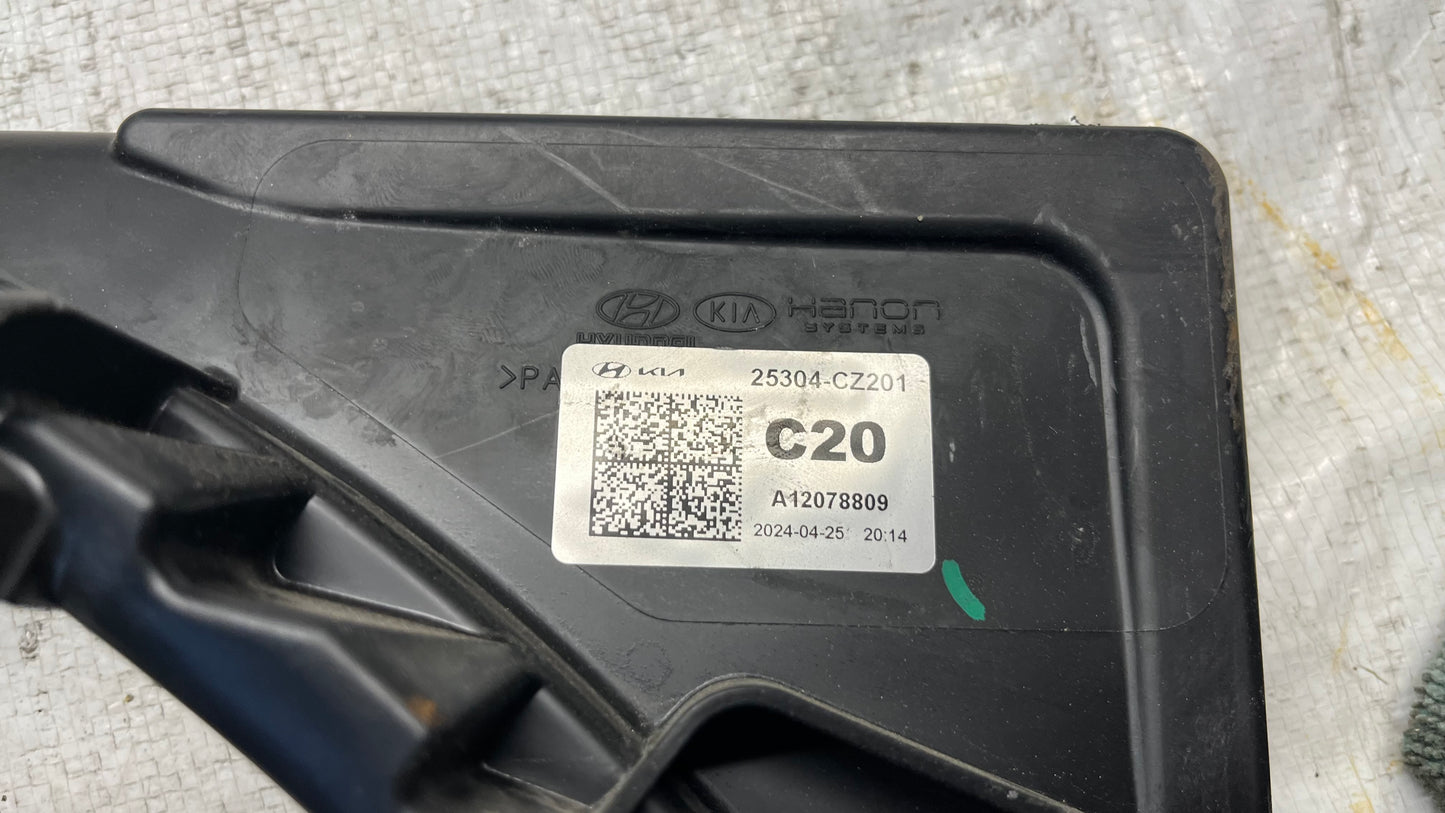 KIA Hanon
SYSTEMS
HYUNDAI
>PA
KIA 25304-CZ201
C20
A12078809
2024-04-25 20:14